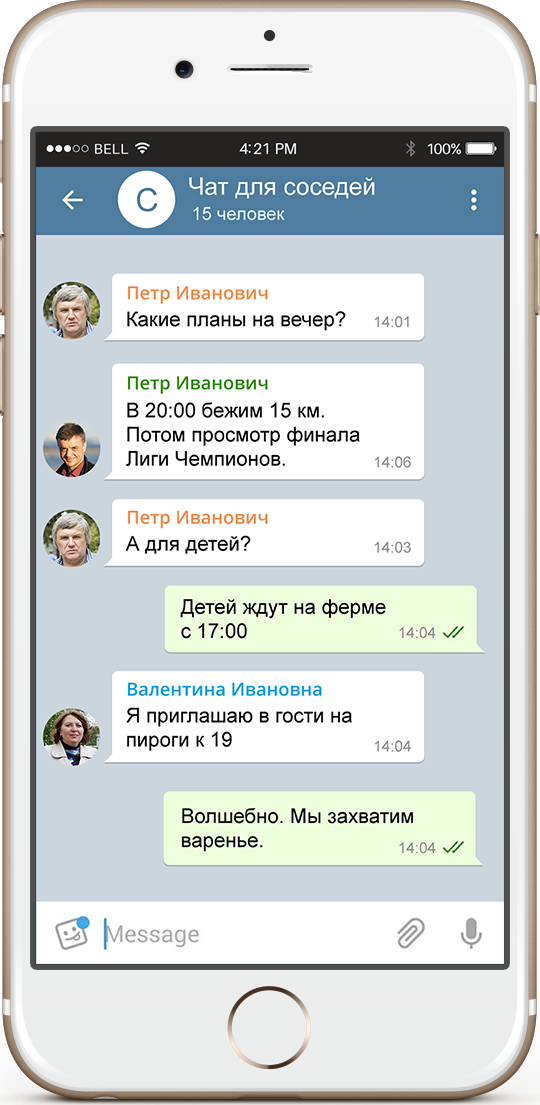 BELL 4:21 PM 100%
С Чат для соседей
15 человек
Петр Иванович
Какие планы на вечер? 14:01
Петр Иванович
В 20:00 бежим 15 км.
Потом просмотр финала
Лиги Чемпионов. 14:06
Петр Иванович
А для детей? 14:03
Детей ждут на ферме
с 17:00 14:04
Валентина Ивановна
Я приглашаю в гости на
пироги к 19 14:04
Волшебно. Мы захватим
варенье. 14:04
Message